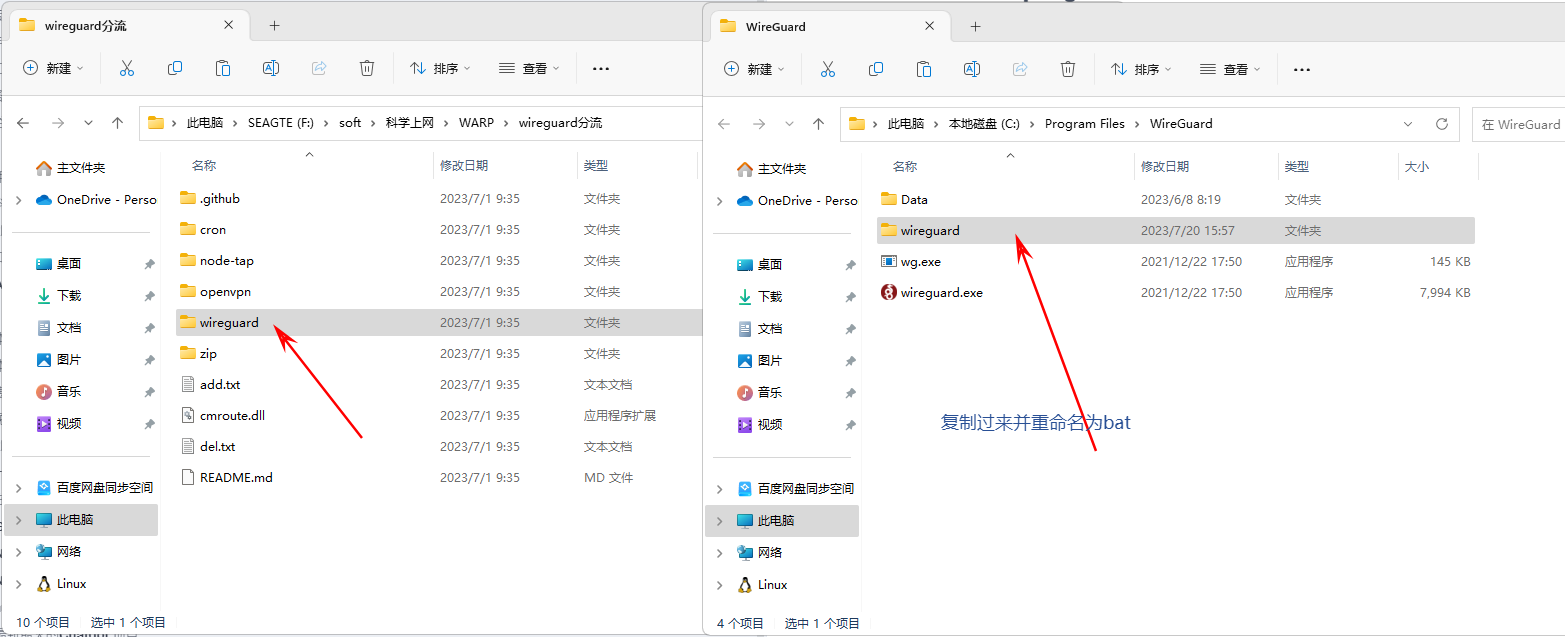 wireguard分流
新建
排序
查看
此电脑 SEAGTE (F:) soft 科学上网 WARP wireguard分流
主文件夹
OneDrive - Perso
桌面
下载
文档
图片
音乐
视频
百度网盘同步空间
此电脑
网络
Linux
名称 修改日期 类型
.github 2023/7/1 9:35 文件夹
cron 2023/7/1 9:35 文件夹
node-tap 2023/7/1 9:35 文件夹
openvpn 2023/7/1 9:35 文件夹
wireguard 2023/7/1 9:35 文件夹
zip 2023/7/1 9:35 文件夹
add.txt 2023/7/1 9:35 文本文档
cmroute.dll 2023/7/1 9:35 应用程序扩展
del.txt 2023/7/1 9:35 文本文档
README.md 2023/7/1 9:35 MD 文件
10 个项目 选中 1 个项目
WireGuard
新建
排序
查看
此电脑 本地磁盘 (C:) Program Files WireGuard
在 WireGuard
主文件夹
OneDrive - Perso
桌面
下载
文档
图片
音乐
视频
百度网盘同步空间
此电脑
网络
Linux
名称 修改日期 类型 大小
Data 2023/6/8 8:19 文件夹
wireguard 2023/7/20 15:57 文件夹
wg.exe 2021/12/22 17:50 应用程序 145 KB
wireguard.exe 2021/12/22 17:50 应用程序 7,994 KB
复制过来并重命名为bat
4 个项目 选中 1 个项目